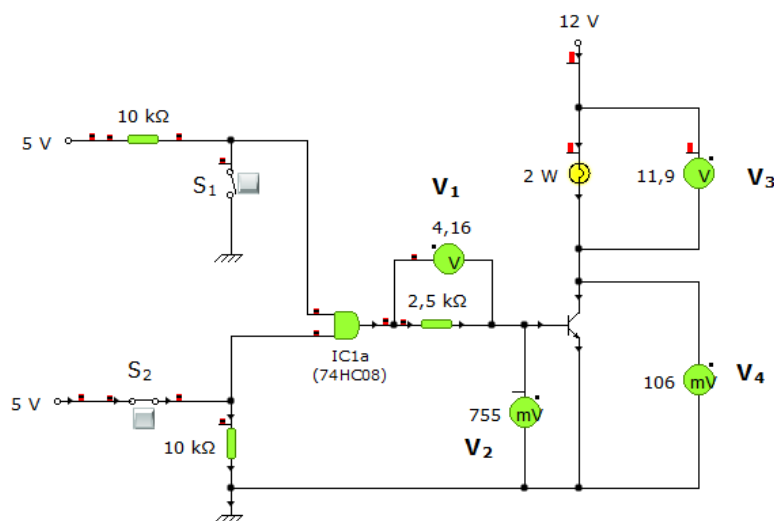 12 V
10 kΩ
5 V
S1
V1
2 W
11,9
V
V3
4,16
V
2,5 kΩ
IC1a
(74HC08)
S2
5 V
106
mV
V4
10 kΩ
755
mV
V2